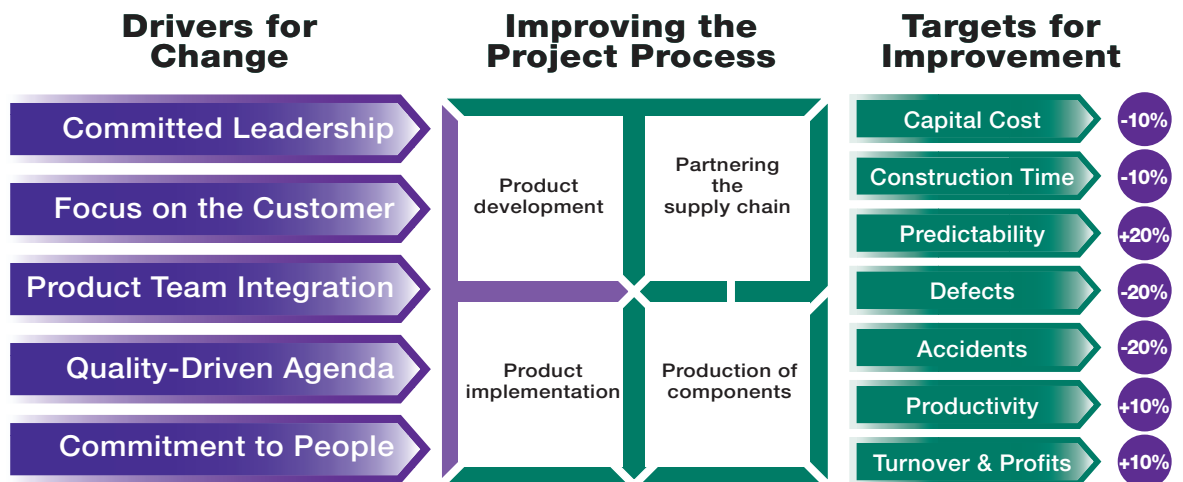 Drivers for
Change
Committed Leadership
Focus on the Customer
Product Team Integration
Quality-Driven Agenda
Commitment to People
Improving the
Project Process
Product
development
Partnering
the
supply chain
Product
implementation
Production of
components
Targets for
Improvement
Capital Cost
-10%
Construction Time
-10%
Predictability
+20%
Defects
-20%
Accidents
-20%
Productivity
+10%
Turnover & Profits
+10%